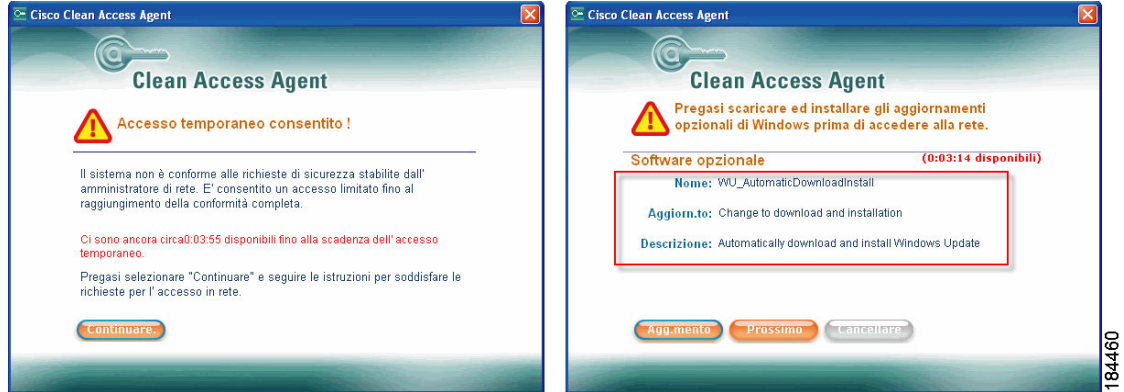 Cisco Clean Access Agent
Clean Access Agent
Accesso temporaneo consentito !
Il sistema non è conforme alle richieste di sicurezza stabilite dall'
amministratore di rete. E' consentito un accesso limitato fino al
raggiungimento della conformità completa.
Ci sono ancora circa0:03:55 disponibili fino alla scadenza dell' accesso
temporaneo.
Pregasi selezionare "Continuare" e seguire le istruzioni per soddisfare le
richieste per l' accesso in rete.
Continuare.
Cisco Clean Access Agent
Clean Access Agent
Pregasi scaricare ed installare gli aggiornamenti
opzionali di Windows prima di accedere alla rete.
Software opzionale (0:03:14 disponibili)
Nome: WU_AutomaticDownloadInstall
Aggiorn.to: Change to download and installation
Descrizione: Automatically download and install Windows Update
Agg.mento Prossimo Cancellare
184460